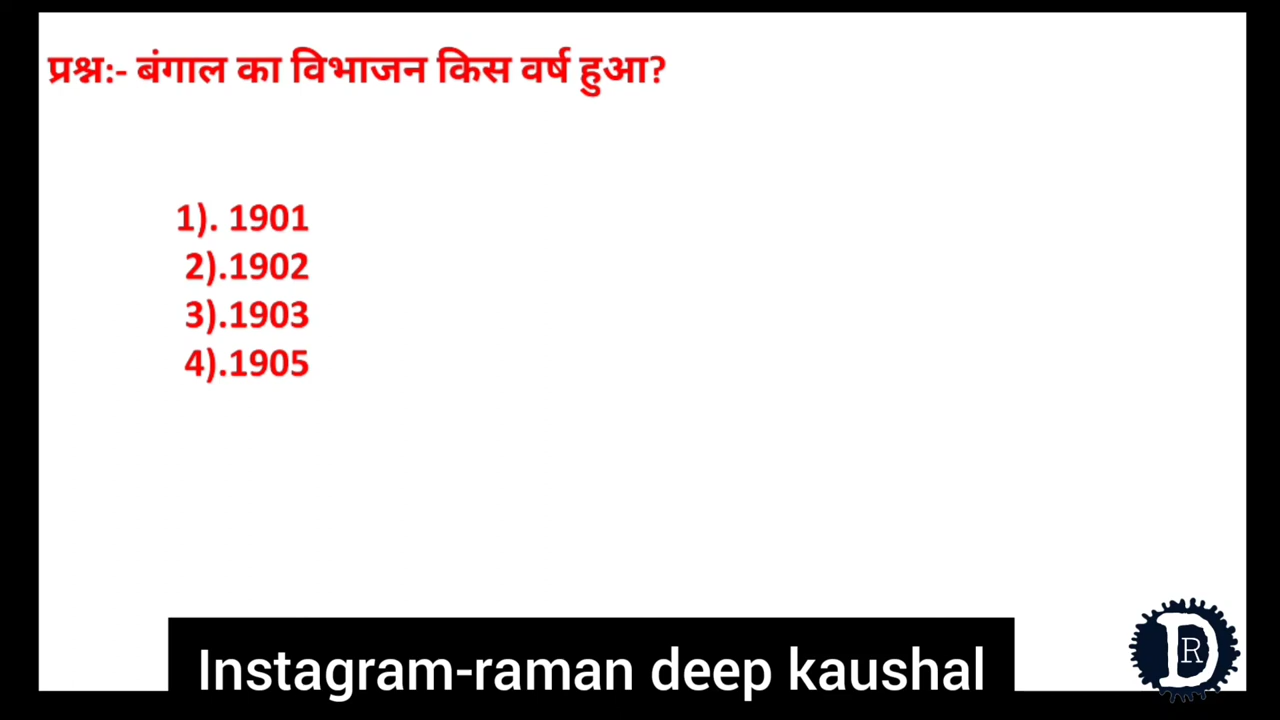 प्रश्न:- बंगाल का विभाजन किस वर्ष हुआ?
1). 1901
2).1902
3).1903
4).1905
Instagram-raman deep kaushal
D R